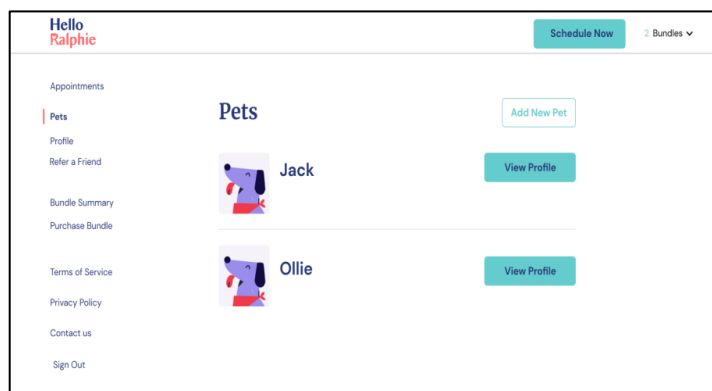 Hello
Ralphie
Schedule Now
2 Bundles
Appointments
Pets
Profile
Refer a Friend
Bundle Summary
Purchase Bundle
Terms of Service
Privacy Policy
Contact us
Sign Out
Pets
Add New Pet
Jack
View Profile
Ollie
View Profile